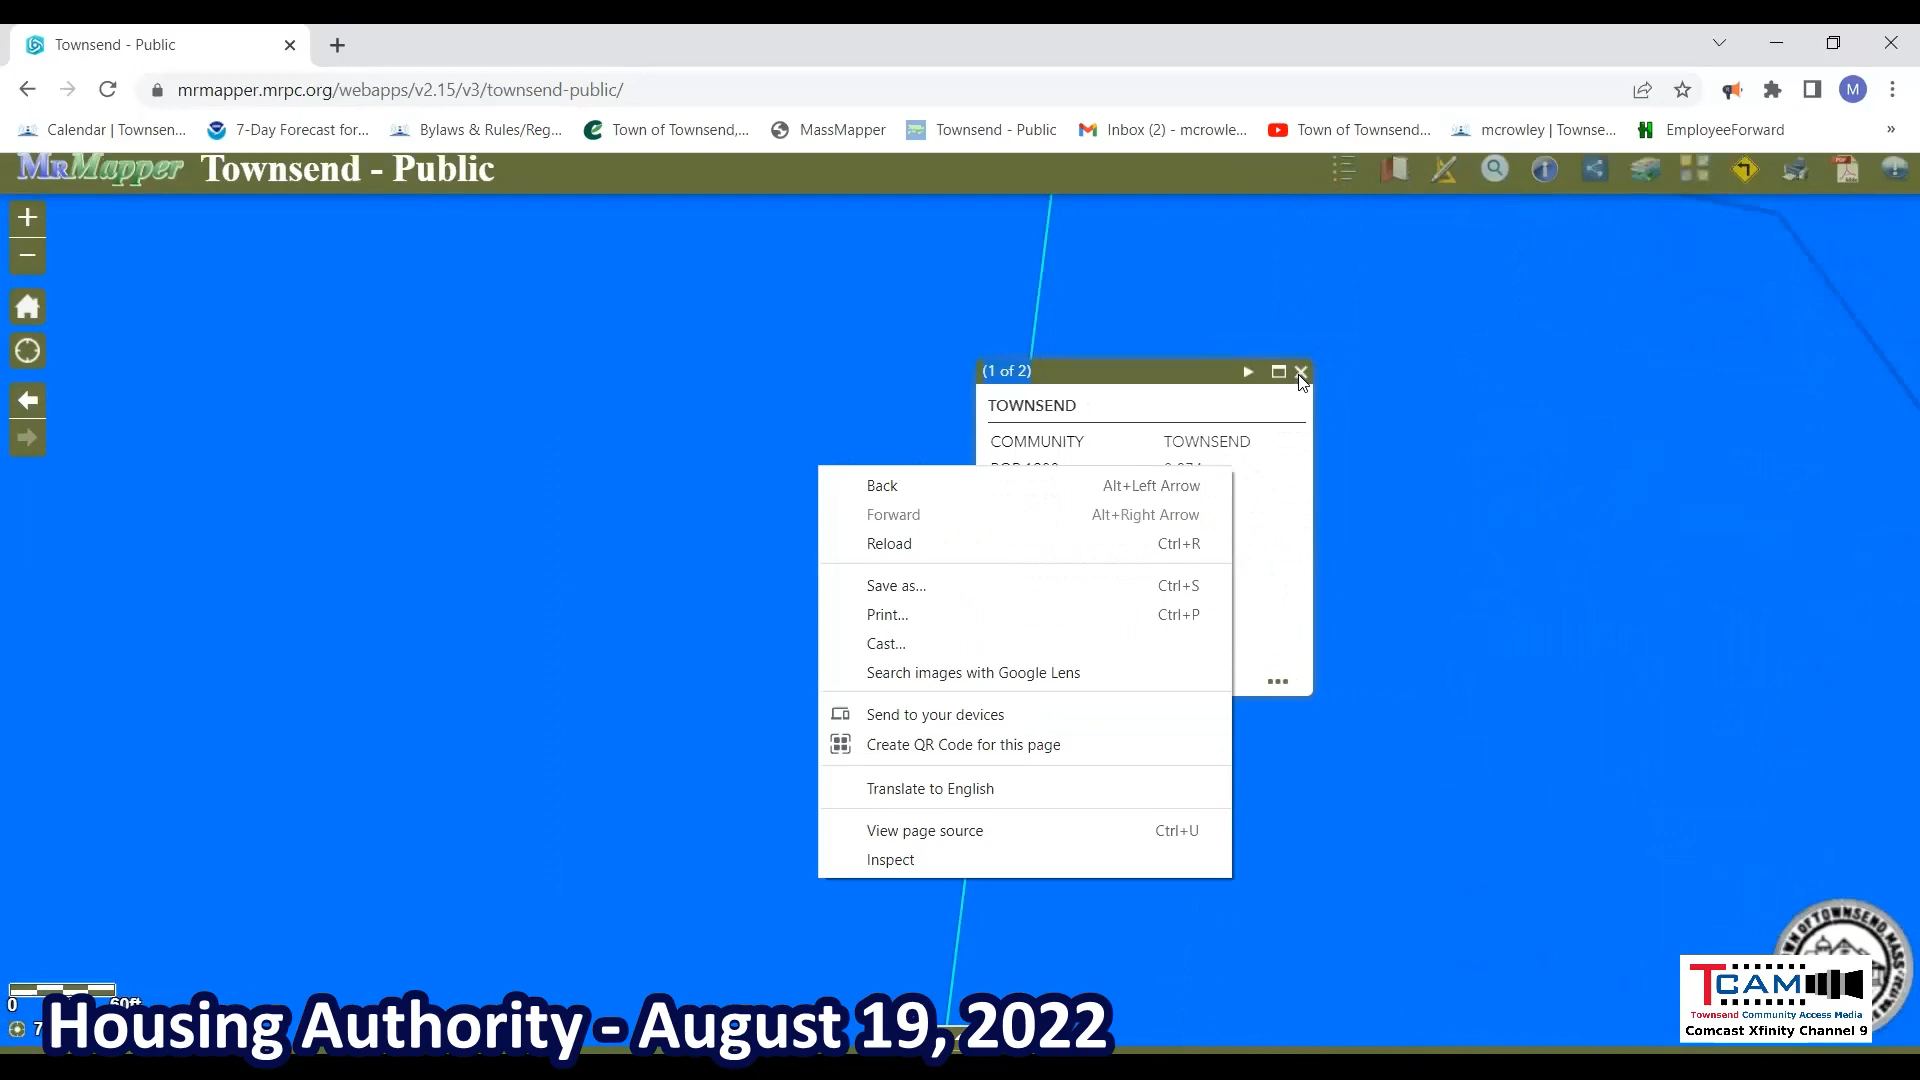 Townsend - Public
mrmapper.mrpc.org/webapps/v2.15/v3/townsend-public/
M
Calendar | Townsen...
7-Day Forecast for...
Bylaws & Rules/Reg...
Town of Townsend,...
MassMapper
Townsend - Public
Inbox (2) - mcrowle...
Town of Townsend...
mcrowley | Townse...
EmployeeForward
»
MrMapper
Townsend - Public
(1 of 2)
TOWNSEND
COMMUNITY TOWNSEND
Back Alt+Left Arrow
Forward Alt+Right Arrow
Reload Ctrl+R
Save as... Ctrl+S
Print... Ctrl+P
Cast...
Search images with Google Lens
Send to your devices
Create QR Code for this page
Translate to English
View page source Ctrl+U
Inspect
0 60ft
7
Housing Authority - August 19, 2022
TCAM
Townsend Community Access Media
Comcast Xfinity Channel 9